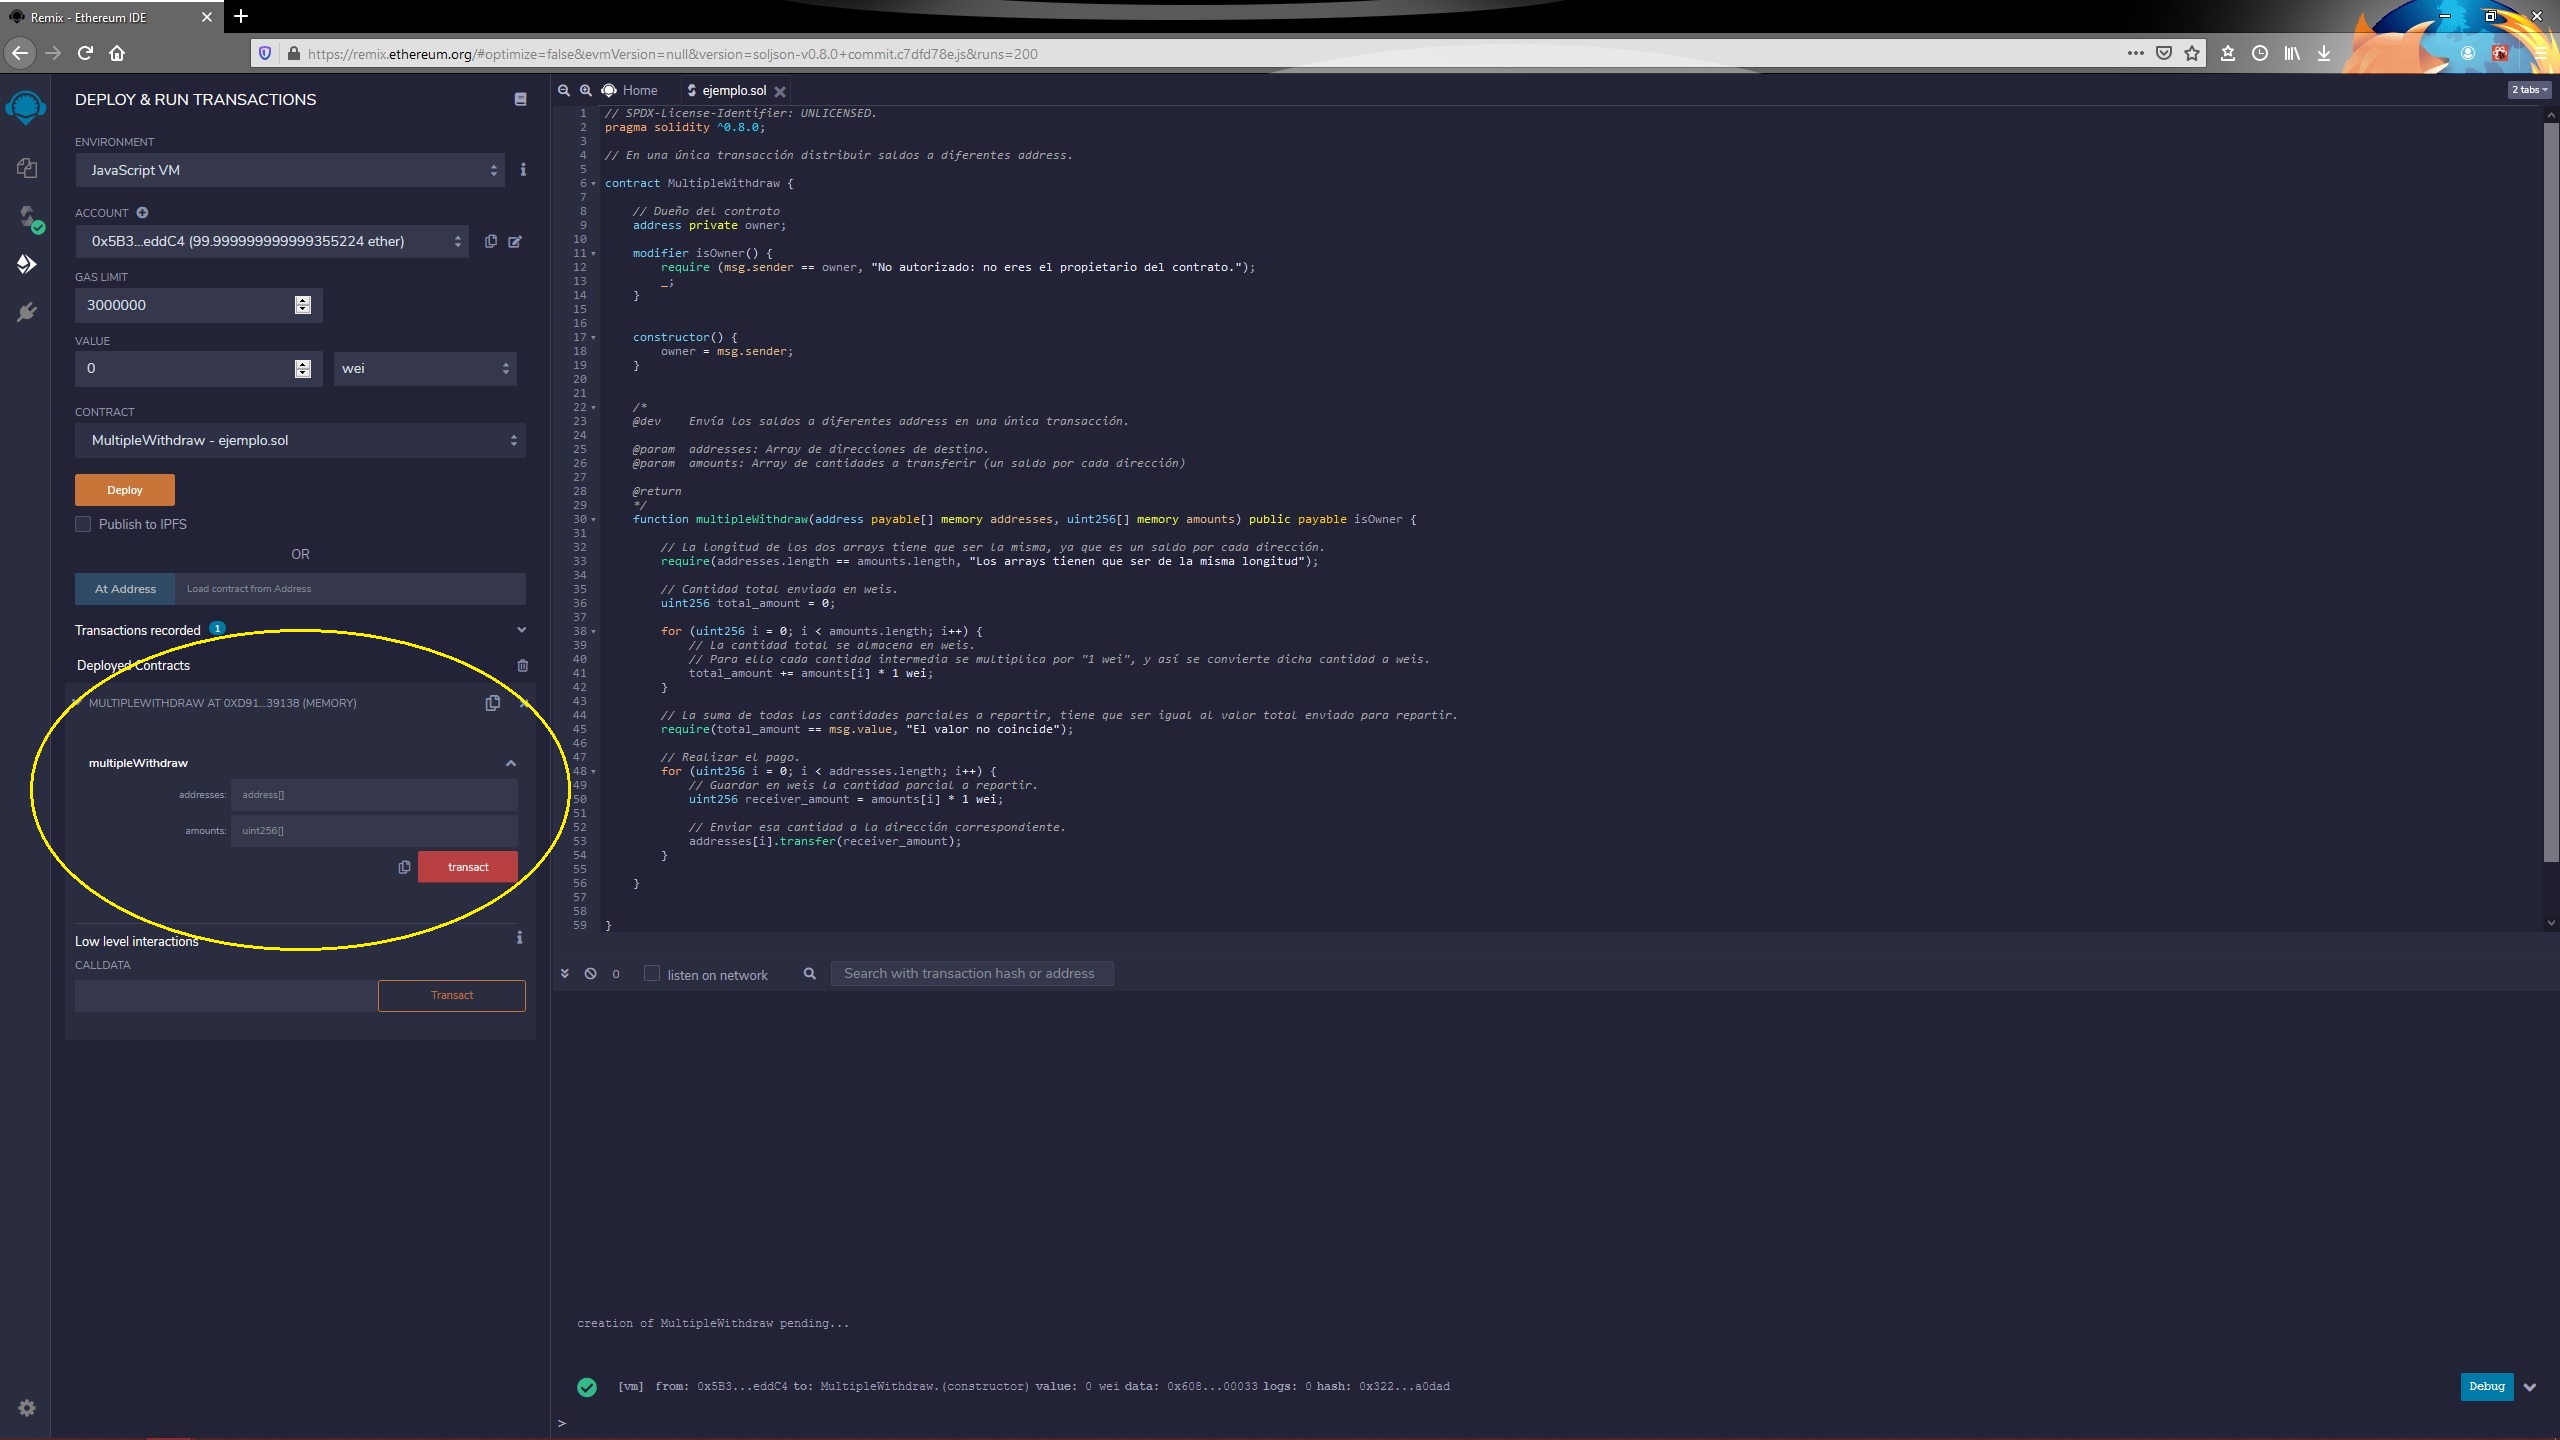 Remix - Ethereum IDE
https://remix.ethereum.org/#optimize=false&evmVersion=null&version=soljson-v0.8.0+commit.c7dfd78e.js&runs=200
DEPLOY & RUN TRANSACTIONS
ENVIRONMENT
JavaScript VM
ACCOUNT
0x5B3...eddC4 (99.999999999999355224 ether)
GAS LIMIT
3000000
VALUE
0
wei
CONTRACT
MultipleWithdraw - ejemplo.sol
Deploy
Publish to IPFS
OR
At Address
Load contract from Address
Transactions recorded 1
Deployed Contracts
MULTIPLEWITHDRAW AT 0XD91...39138 (MEMORY)
multipleWithdraw
addresses: address[]
amounts: uint256[]
transact
Low level interactions
CALLDATA
Transact
Home
ejemplo.sol
2 tabs
1 // SPDX-License-Identifier: UNLICENSED.
2 pragma solidity ^0.8.0;
3
4 // En una única transacción distribuir saldos a diferentes address.
5
6 contract MultipleWithdraw {
7
8 // Dueño del contrato
9 address private owner;
10
11 modifier isOwner() {
12 require (msg.sender == owner, "No autorizado: no eres el propietario del contrato.");
13 _;
14 }
15
16
17 constructor() {
18 owner = msg.sender;
19 }
20
21
22 /*
23 @dev Envía los saldos a diferentes address en una única transacción.
24
25 @param addresses: Array de direcciones de destino.
26 @param amounts: Array de cantidades a transferir (un saldo por cada dirección)
27
28 @return
29 */
30 function multipleWithdraw(address payable[] memory addresses, uint256[] memory amounts) public payable isOwner {
31
32 // La longitud de los dos arrays tiene que ser la misma, ya que es un saldo por cada dirección.
33 require(addresses.length == amounts.length, "Los arrays tienen que ser de la misma longitud");
34
35 // Cantidad total enviada en weis.
36 uint256 total_amount = 0;
37
38 for (uint256 i = 0; i < amounts.length; i++) {
39 // La cantidad total se almacena en weis.
40 // Para ello cada cantidad intermedia se multiplica por "1 wei", y así se convierte dicha cantidad a weis.
41 total_amount += amounts[i] * 1 wei;
42 }
43
44 // La suma de todas las cantidades parciales a repartir, tiene que ser igual al valor total enviado para repartir.
45 require(total_amount == msg.value, "El valor no coincide");
46
47 // Realizar el pago.
48 for (uint256 i = 0; i < addresses.length; i++) {
49 // Guardar en weis la cantidad parcial a repartir.
50 uint256 receiver_amount = amounts[i] * 1 wei;
51
52 // Enviar esa cantidad a la dirección correspondiente.
53 addresses[i].transfer(receiver_amount);
54 }
55
56 }
57
58
59 }
0
listen on network
Search with transaction hash or address
creation of MultipleWithdraw pending...
[vm] from: 0x5B3...eddC4 to: MultipleWithdraw.(constructor) value: 0 wei data: 0x608...00033 logs: 0 hash: 0x322...a0dad
Debug
>